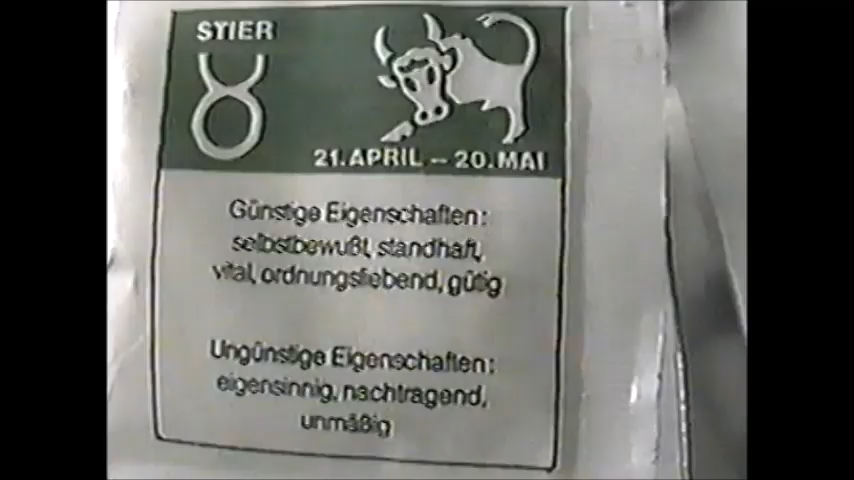 STIER
21. APRIL – 20. MAI
Günstige Eigenschaften:
selbstbewußt, standhaft,
vital, ordnungsliebend, gütig
Ungünstige Eigenschaften:
eigensinnig, nachtragend,
unmäßig